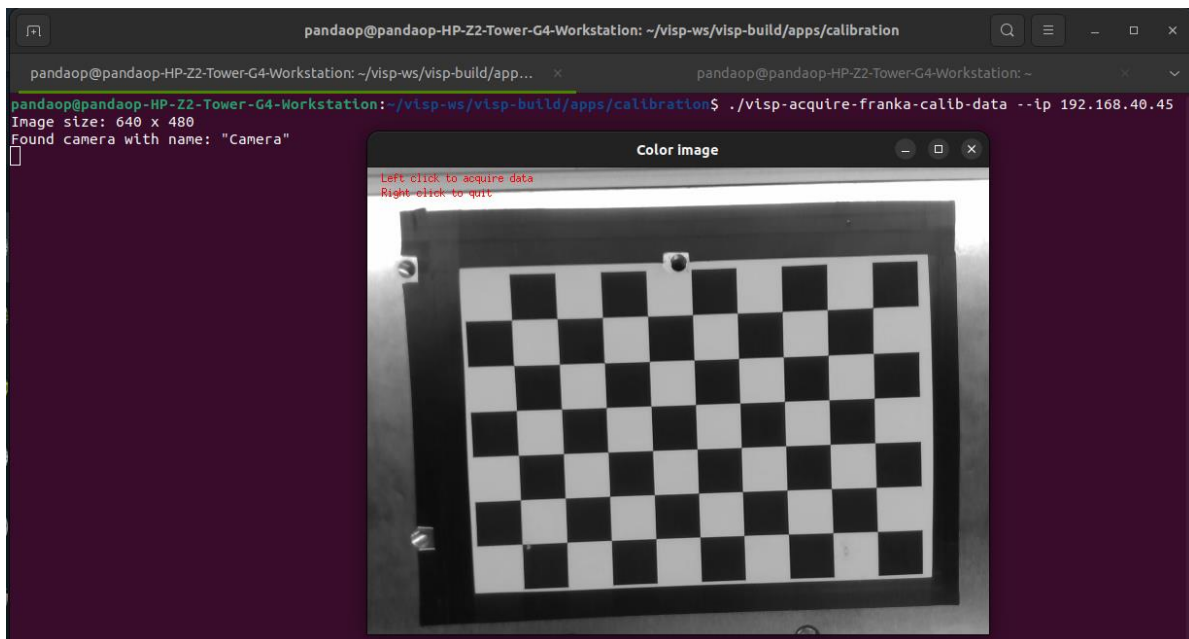 pandaop@pandaop-HP-Z2-Tower-G4-Workstation: ~/visp-ws/visp-build/apps/calibration
pandaop@pandaop-HP-Z2-Tower-G4-Workstation: ~/visp-ws/visp-build/app...
pandaop@pandaop-HP-Z2-Tower-G4-Workstation: ~
pandaop@pandaop-HP-Z2-Tower-G4-Workstation:~/visp-ws/visp-build/apps/calibration$ ./visp-acquire-franka-calib-data --ip 192.168.40.45
Image size: 640 x 480
Found camera with name: "Camera"
Color image
Left click to acquire data
Right click to quit